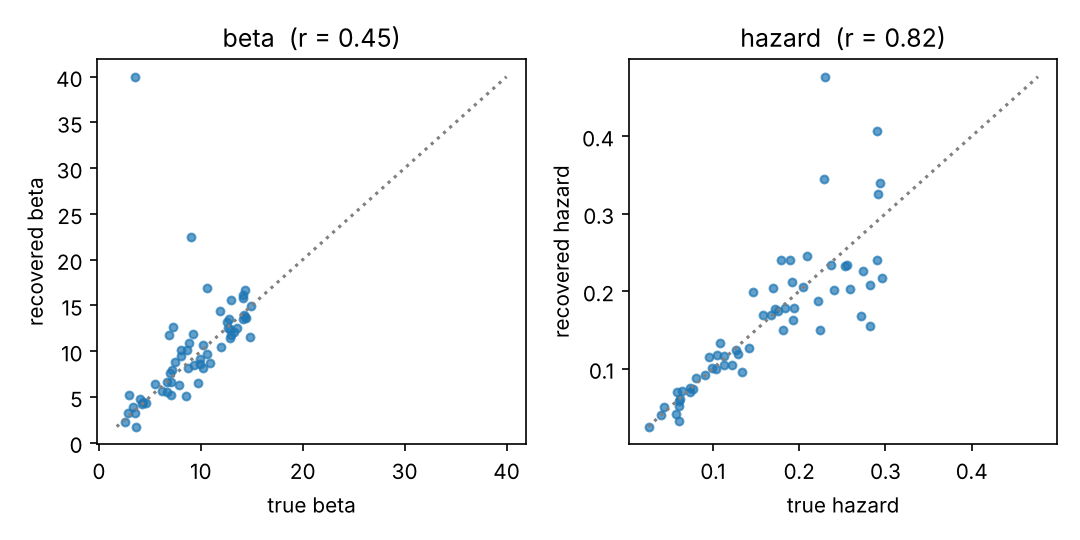 beta  (r = 0.45)
recovered beta
40
35
30
25
20
15
10
5
0
0 10 20 30 40
true beta
hazard  (r = 0.82)
recovered hazard
0.4
0.3
0.2
0.1
0.1 0.2 0.3 0.4
true hazard